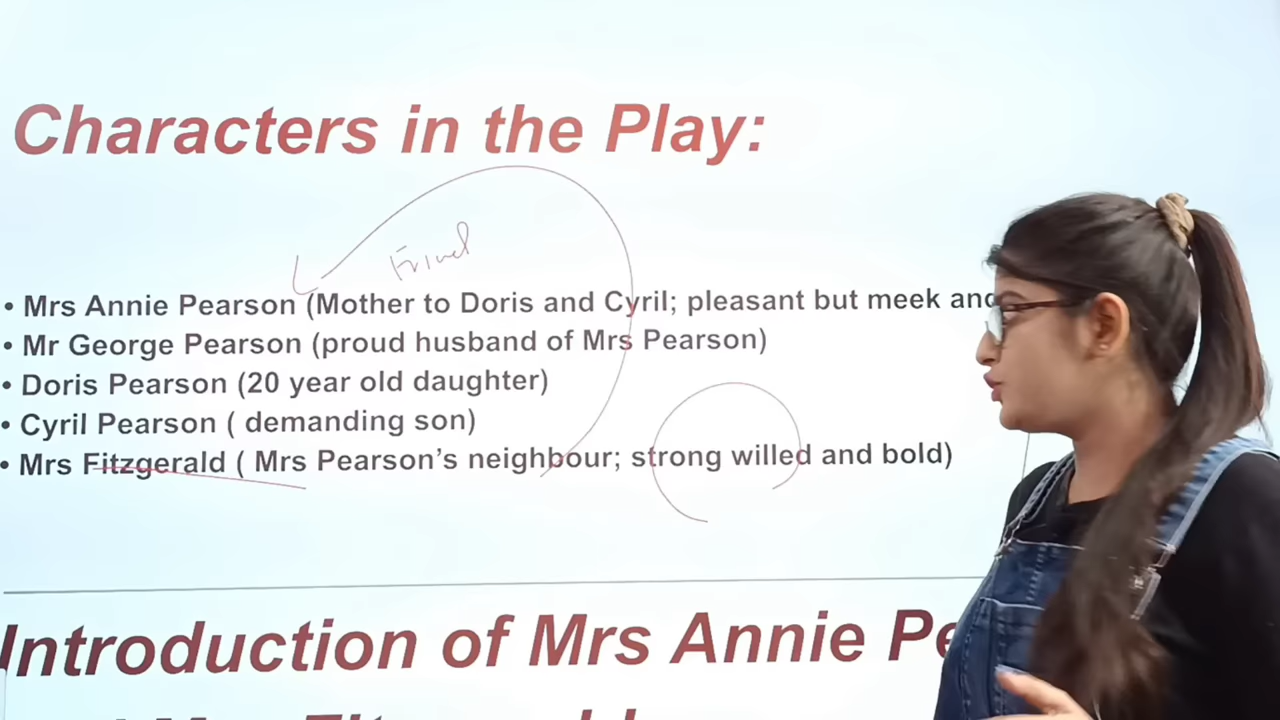 Characters in the Play:
Friend
• Mrs Annie Pearson (Mother to Doris and Cyril; pleasant but meek and
• Mr George Pearson (proud husband of Mrs Pearson)
• Doris Pearson (20 year old daughter)
• Cyril Pearson ( demanding son)
• Mrs Fitzgerald ( Mrs Pearson's neighbour; strong willed and bold)
Introduction of Mrs Annie Pe